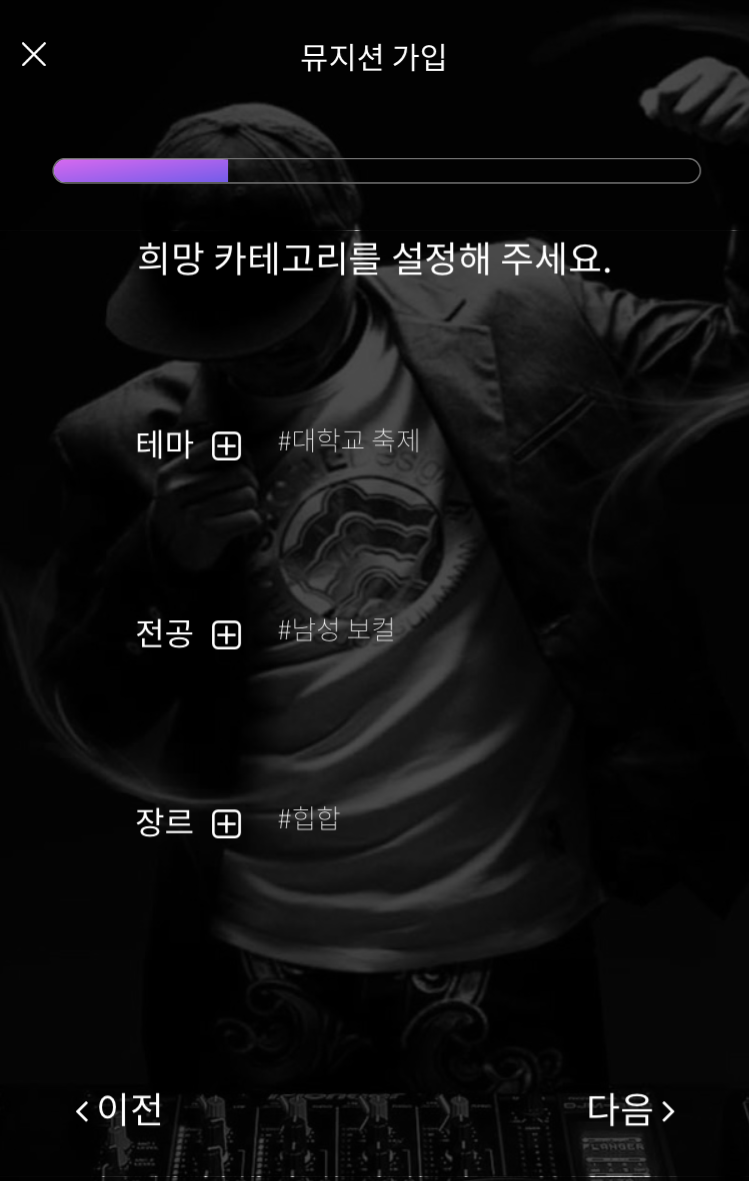 뮤지션 가입
희망 카테고리를 설정해 주세요.
테마 #대학교 축제
전공 #남성 보컬
장르 #힙합
이전 다음
FLANGER